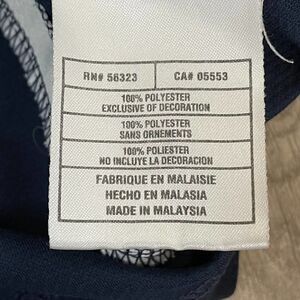 RN# 56323 CA# 05553
100% POLYESTER
EXCLUSIVE OF DECORATION
100% POLYESTER
SANS ORNEMENTS
100% POLIESTER
NO INCLUYE LA DECORACION
FABRIQUE EN MALAISIE
HECHO EN MALASIA
MADE IN MALAYSIA